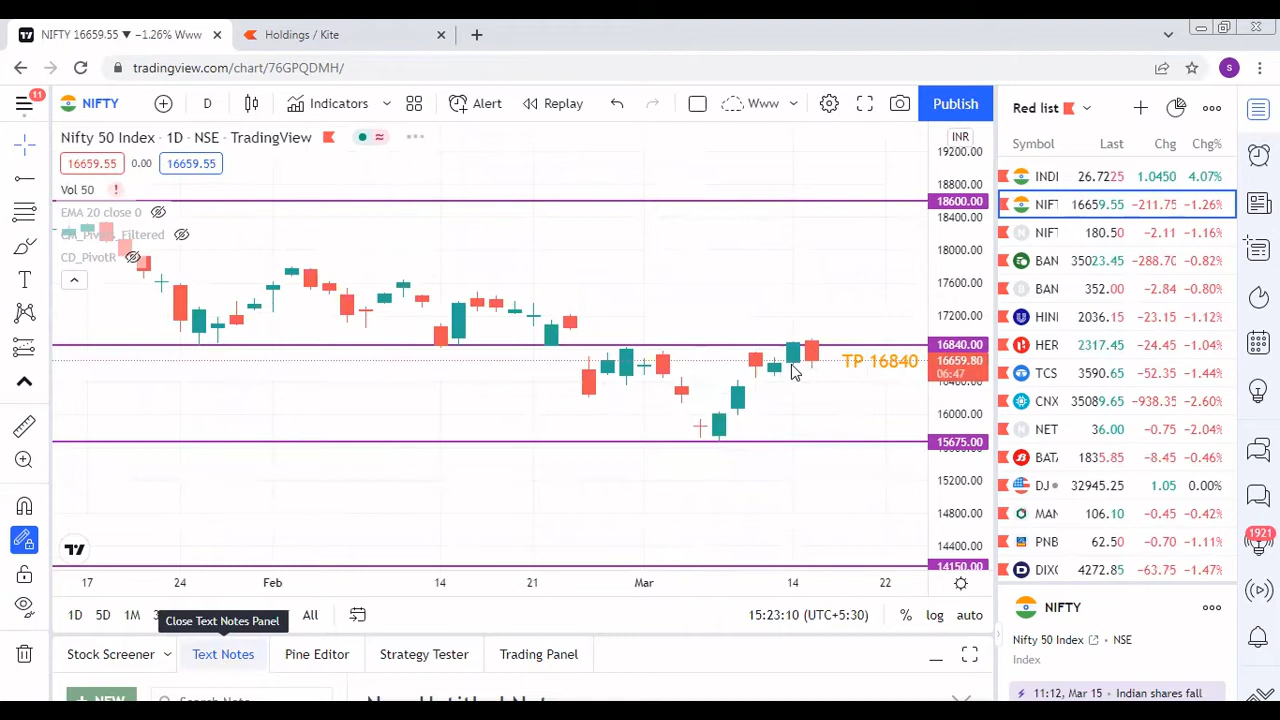 NIFTY 16659.55 ▼ −1.26% Www
Holdings / Kite
tradingview.com/chart/76GPQDMH/
S
11
NIFTY
D
Indicators
Alert
Replay
Www
Publish
Red list
Nifty 50 Index · 1D · NSE · TradingView
INR
16659.55 0.00 16659.55
Vol 50
EMA 20 close 0
CM_Pivots_Filtered
CD_PivotR
19200.00
18800.00
18600.00
18400.00
18000.00
17600.00
17200.00
16840.00
16659.80
06:47
16400.00
16000.00
15675.00
15200.00
14800.00
14400.00
14150.00
TP 16840
17 24 Feb 14 21 Mar 14 22
Symbol Last Chg Chg%
INDI 26.7225 1.0450 4.07%
NIFT 16659.55 −211.75 −1.26%
NIFT 180.50 −2.11 −1.16%
BAN 35023.45 −288.70 −0.82%
BAN 352.00 −2.84 −0.80%
HINI 2036.15 −23.15 −1.12%
HER 2317.45 −24.45 −1.04%
TCS 3590.65 −52.35 −1.44%
CNX 35089.65 −938.35 −2.60%
NET 36.00 −0.75 −2.04%
BAT 1835.85 −8.45 −0.46%
DJ 32945.25 1.05 0.00%
MAN 106.10 −0.45 −0.42%
PNB 62.50 −0.70 −1.11%
DIX 4272.85 −63.75 −1.47%
1921
1D 5D 1M All
15:23:10 (UTC+5:30)
% log auto
Close Text Notes Panel
Stock Screener
Text Notes
Pine Editor
Strategy Tester
Trading Panel
NIFTY
Nifty 50 Index · NSE
Index
11:12, Mar 15 • Indian shares fall